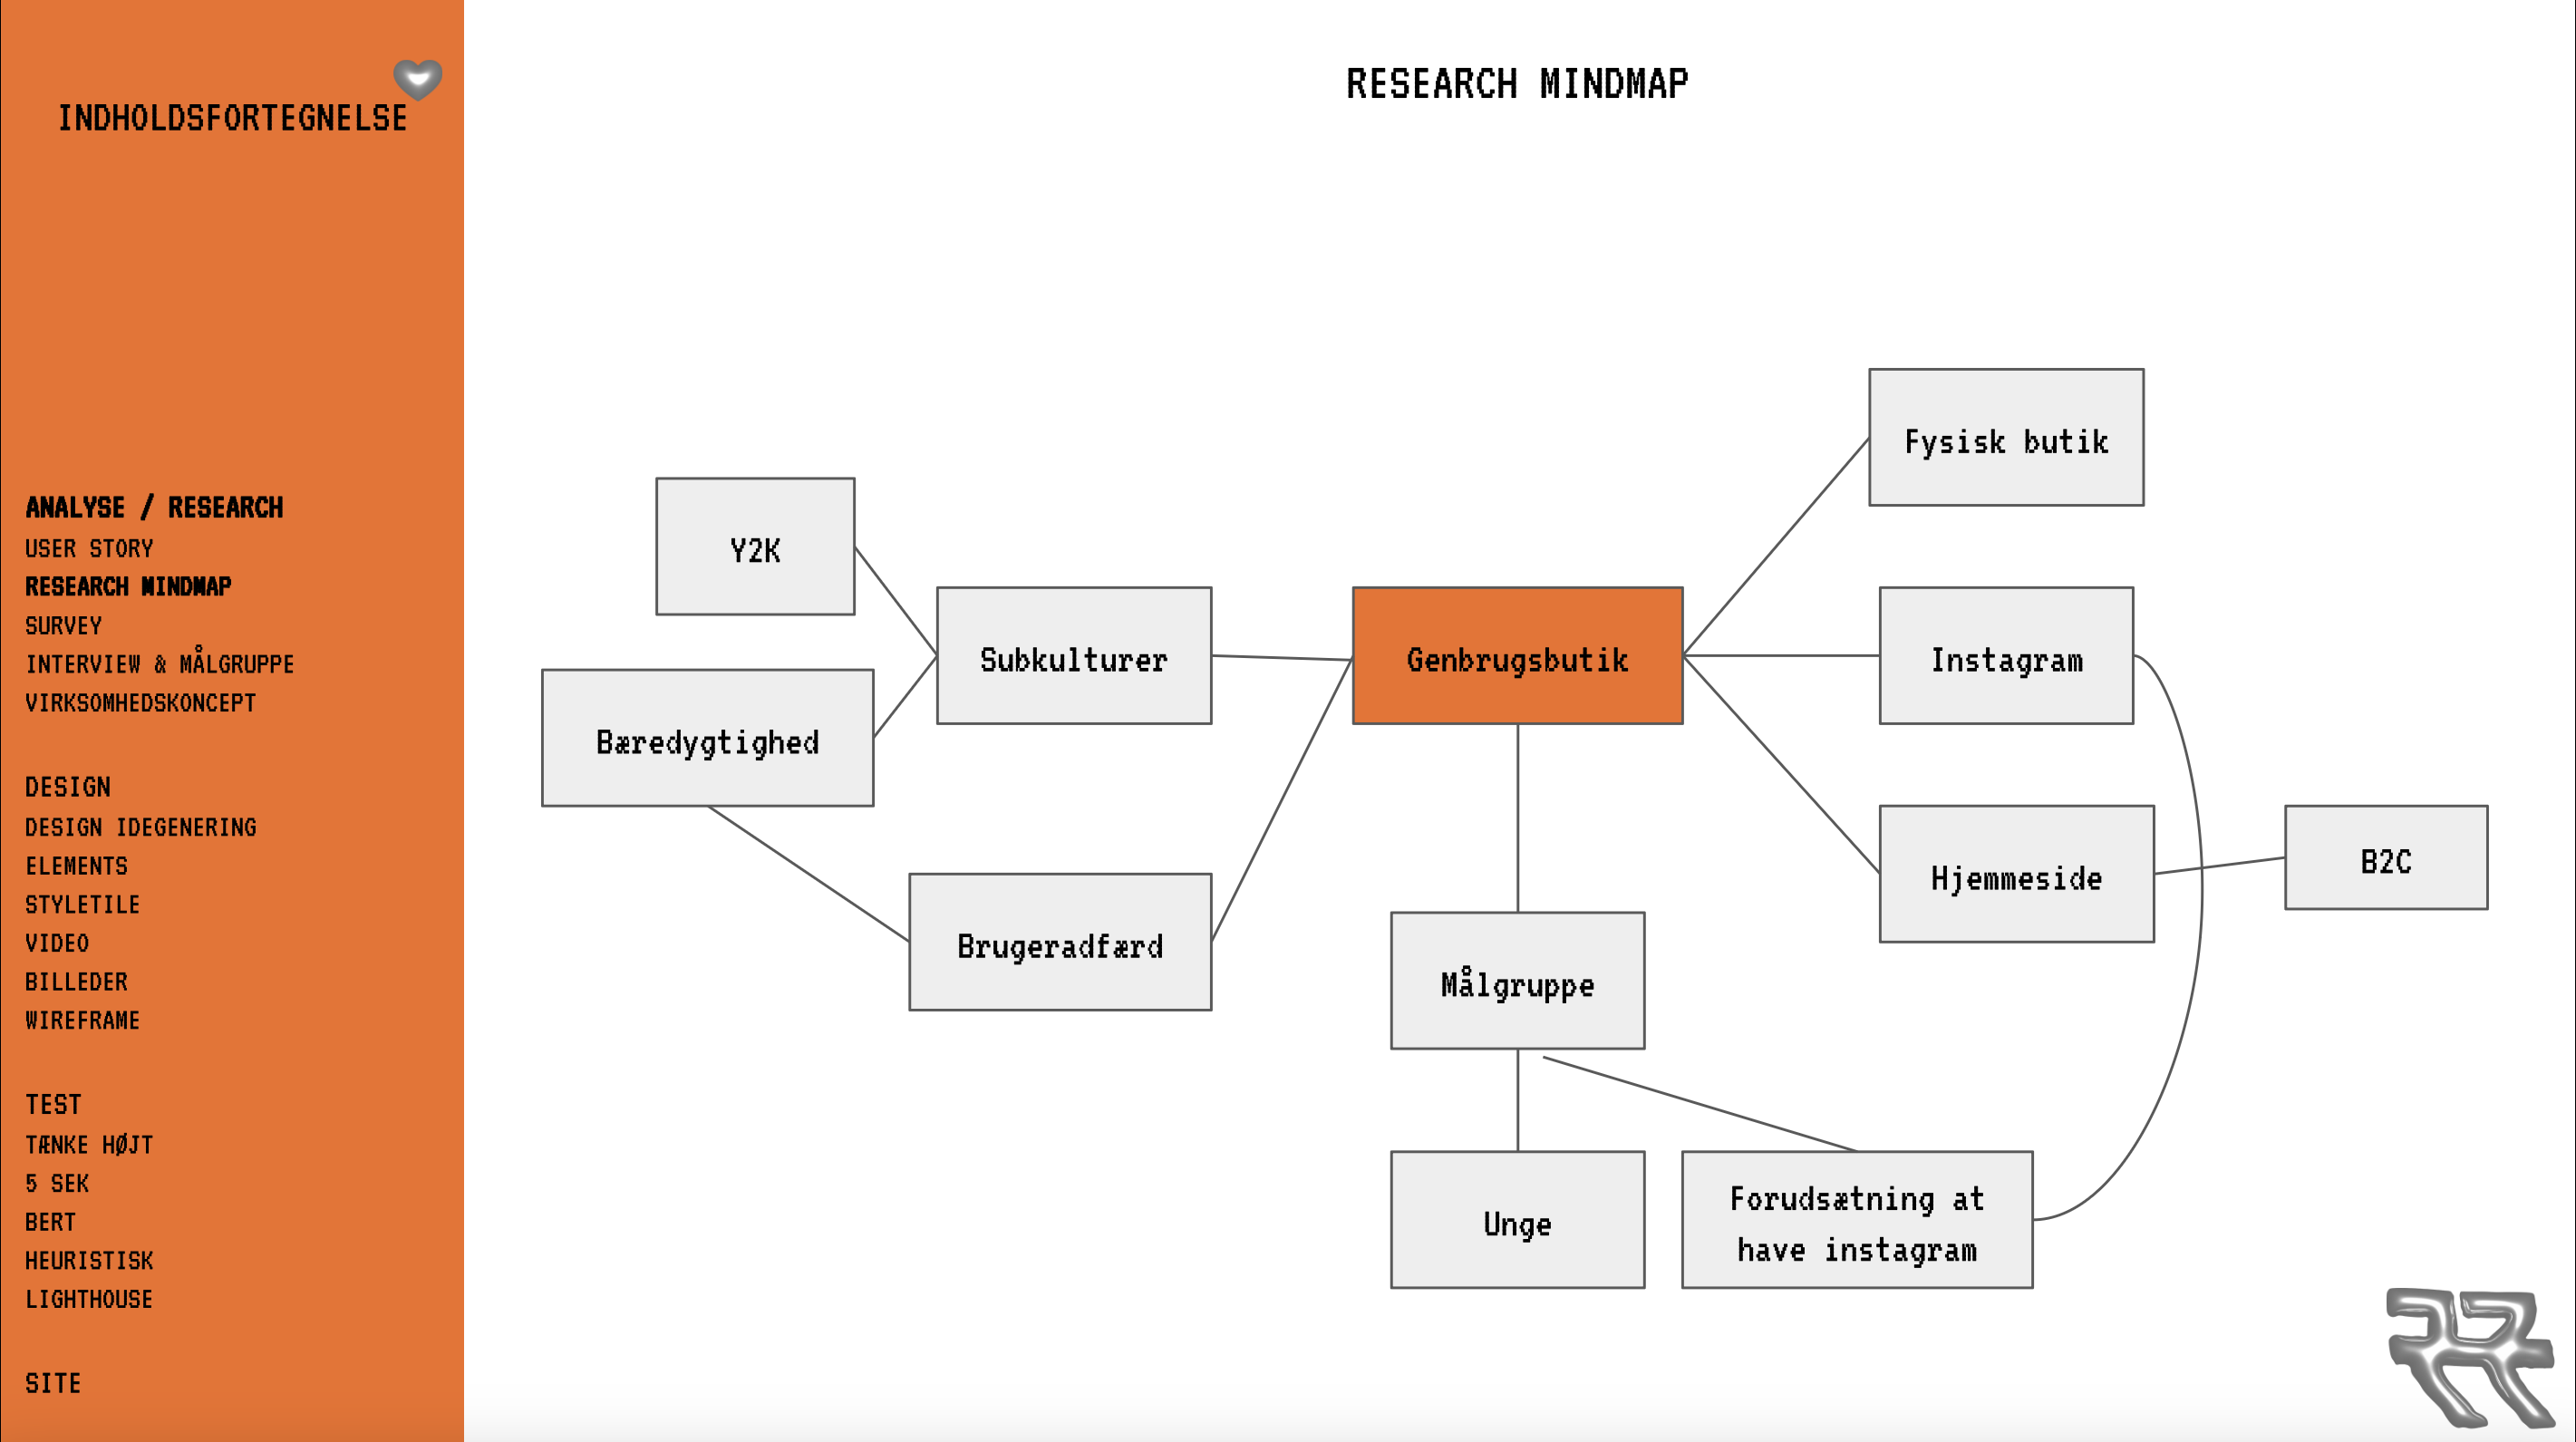 INDHOLDSFORTEGNELSE
ANALYSE / RESEARCH
USER STORY
RESEARCH MINDMAP
SURVEY
INTERVIEW & MÅLGRUPPE
VIRKSOMHEDSKONCEPT
DESIGN
DESIGN IDEGENERING
ELEMENTS
STYLETILE
VIDEO
BILLEDER
WIREFRAME
TEST
TÆNKE HØJT
5 SEK
BERT
HEURISTISK
LIGHTHOUSE
SITE
RESEARCH MINDMAP
Fysisk butik
Y2K
Subkulturer
Genbrugsbutik
Instagram
Bæredygtighed
B2C
Hjemmeside
Brugeradfærd
Målgruppe
Unge
Forudsætning at
have instagram